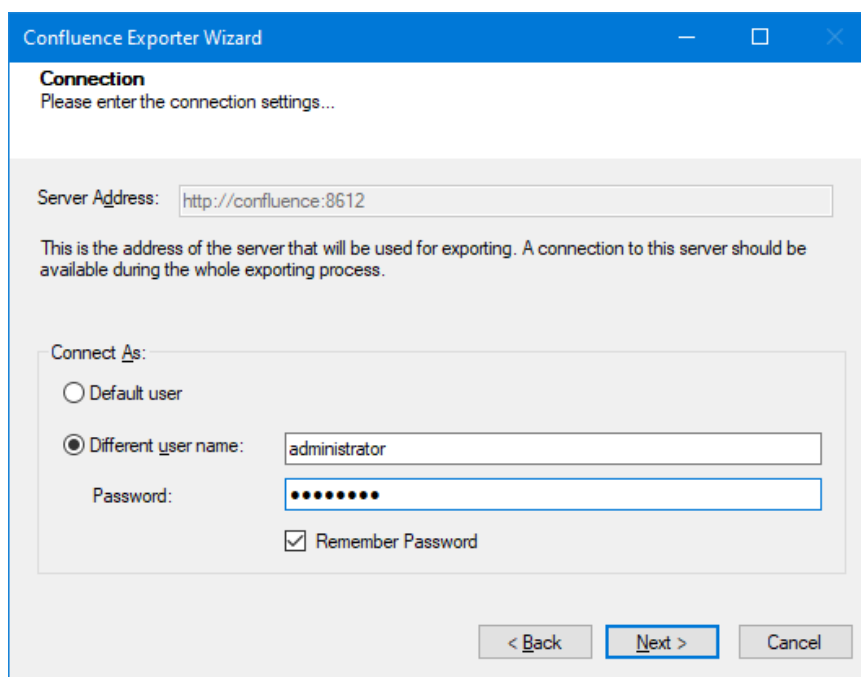 Confluence Exporter Wizard
Connection
Please enter the connection settings...
Server Address: http://confluence:8612
This is the address of the server that will be used for exporting. A connection to this server should be
available during the whole exporting process.
Connect As:
Default user
Different user name: administrator
Password: ●●●●●●●●
Remember Password
< Back Next > Cancel